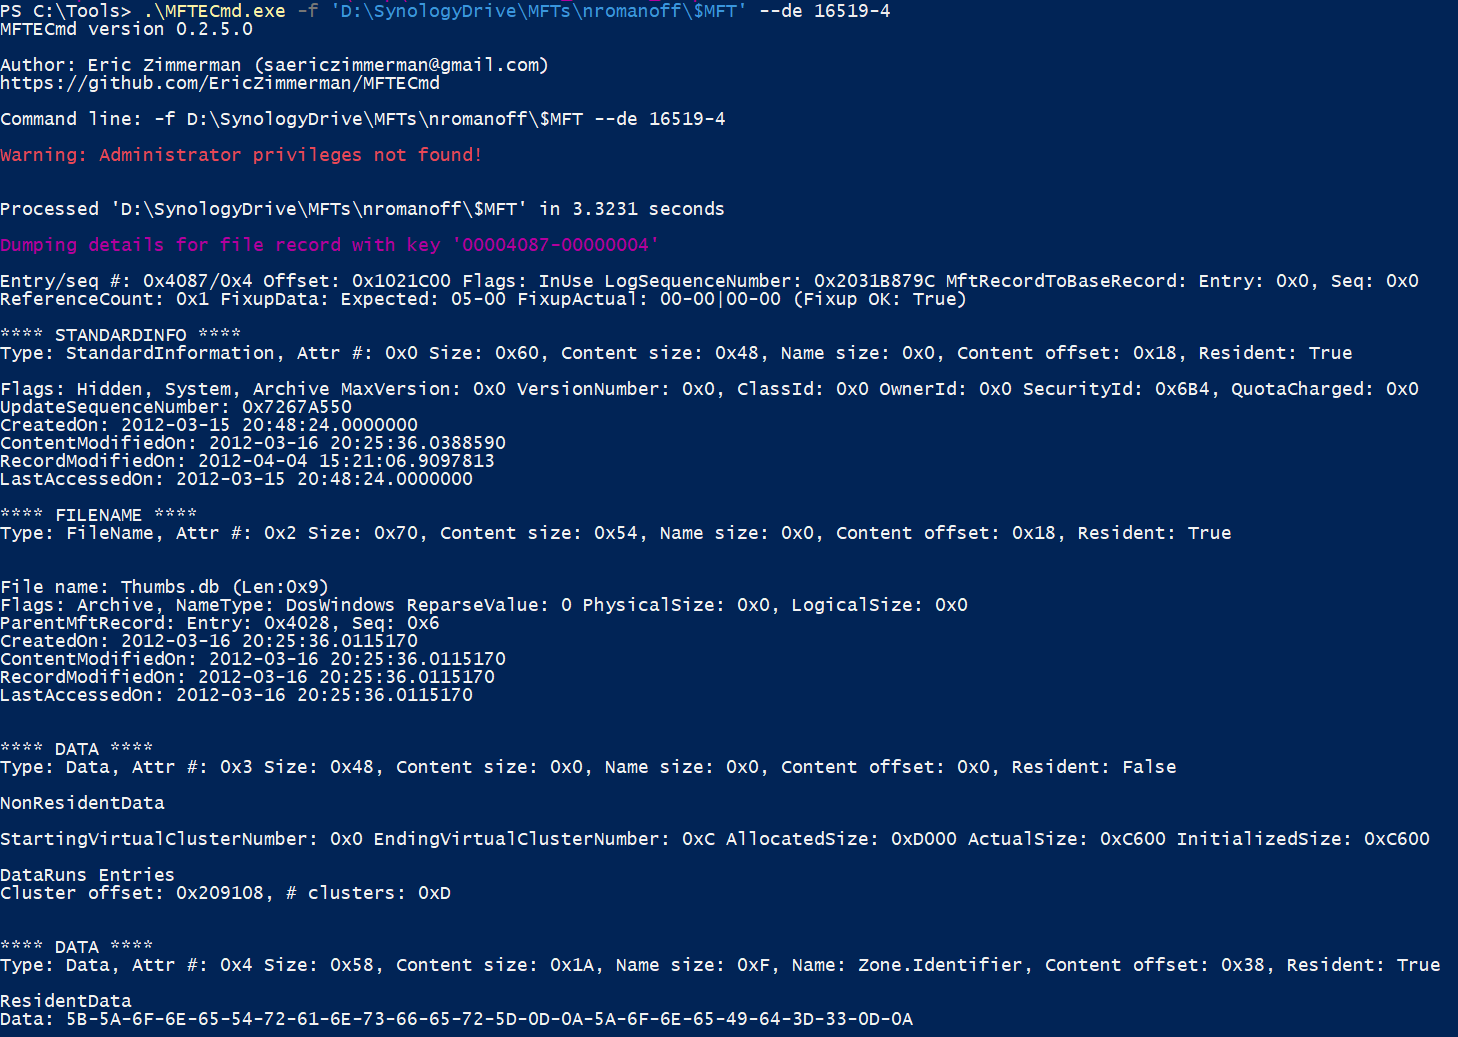 PS C:\Tools> .\MFTECmd.exe -f 'D:\SynologyDrive\MFTs\nromanoff\$MFT' --de 16519-4
MFTECmd version 0.2.5.0
Author: Eric Zimmerman (saericzimmerman@gmail.com)
https://github.com/EricZimmerman/MFTECmd
Command line: -f D:\SynologyDrive\MFTs\nromanoff\$MFT --de 16519-4
Warning: Administrator privileges not found!
Processed 'D:\SynologyDrive\MFTs\nromanoff\$MFT' in 3.3231 seconds
Dumping details for file record with key '00004087-00000004'
Entry/seq #: 0x4087/0x4 Offset: 0x1021C00 Flags: InUse LogSequenceNumber: 0x2031B879C MftRecordToBaseRecord: Entry: 0x0, Seq: 0x0
ReferenceCount: 0x1 FixupData: Expected: 05-00 FixupActual: 00-00|00-00 (Fixup OK: True)
**** STANDARDINFO ****
Type: StandardInformation, Attr #: 0x0 Size: 0x60, Content size: 0x48, Name size: 0x0, Content offset: 0x18, Resident: True
Flags: Hidden, System, Archive MaxVersion: 0x0 VersionNumber: 0x0, ClassId: 0x0 OwnerId: 0x0 SecurityId: 0x6B4, QuotaCharged: 0x0
UpdateSequenceNumber: 0x7267A550
CreatedOn: 2012-03-15 20:48:24.0000000
ContentModifiedOn: 2012-03-16 20:25:36.0388590
RecordModifiedOn: 2012-04-04 15:21:06.9097813
LastAccessedOn: 2012-03-15 20:48:24.0000000
**** FILENAME ****
Type: FileName, Attr #: 0x2 Size: 0x70, Content size: 0x54, Name size: 0x0, Content offset: 0x18, Resident: True
File name: Thumbs.db (Len:0x9)
Flags: Archive, NameType: DosWindows ReparseValue: 0 PhysicalSize: 0x0, LogicalSize: 0x0
ParentMftRecord: Entry: 0x4028, Seq: 0x6
CreatedOn: 2012-03-16 20:25:36.0115170
ContentModifiedOn: 2012-03-16 20:25:36.0115170
RecordModifiedOn: 2012-03-16 20:25:36.0115170
LastAccessedOn: 2012-03-16 20:25:36.0115170
**** DATA ****
Type: Data, Attr #: 0x3 Size: 0x48, Content size: 0x0, Name size: 0x0, Content offset: 0x0, Resident: False
NonResidentData
StartingVirtualClusterNumber: 0x0 EndingVirtualClusterNumber: 0xC AllocatedSize: 0xD000 ActualSize: 0xC600 InitializedSize: 0xC600
DataRuns Entries
Cluster offset: 0x209108, # clusters: 0xD
**** DATA ****
Type: Data, Attr #: 0x4 Size: 0x58, Content size: 0x1A, Name size: 0xF, Name: Zone.Identifier, Content offset: 0x38, Resident: True
ResidentData
Data: 5B-5A-6F-6E-65-54-72-61-6E-73-66-65-72-5D-0D-0A-5A-6F-6E-65-49-64-3D-33-0D-0A